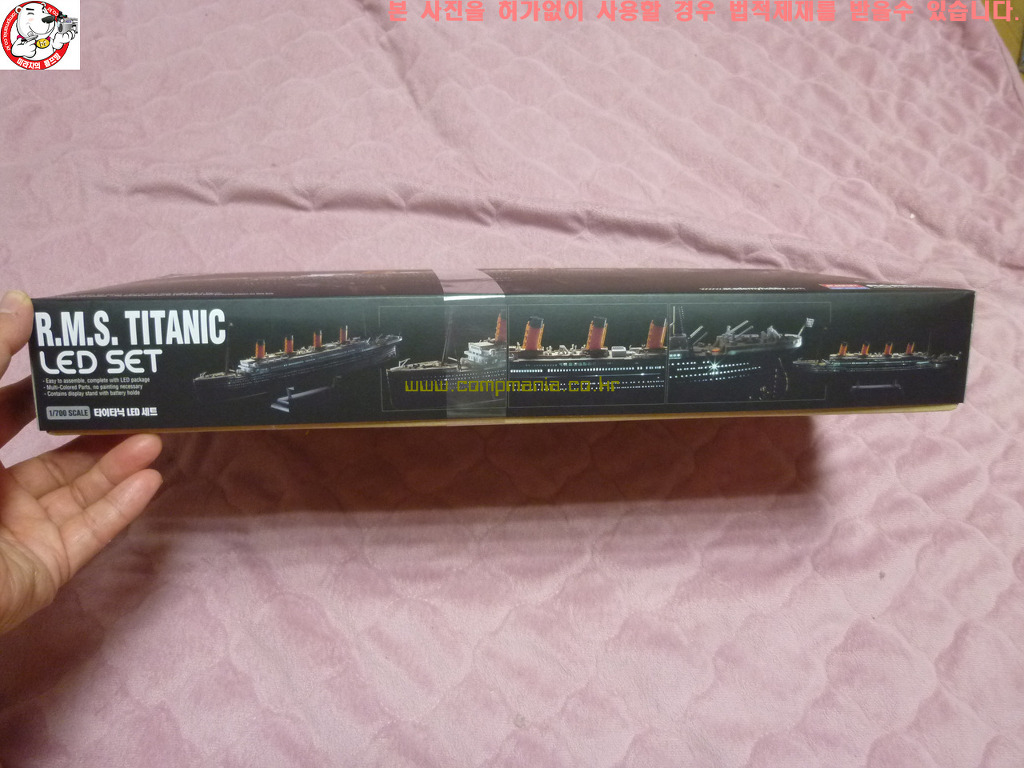 본 사진을 허가없이 사용할 경우 법적제재를 받을수 있습니다.
R.M.S. TITANIC
LED SET
- Easy to assemble, complete with LED package
- Multi-Colored Parts, no painting necessary
- Contains display stand with battery holde
1/700 SCALE 타이타닉 LED 세트
www.compmania.co.kr